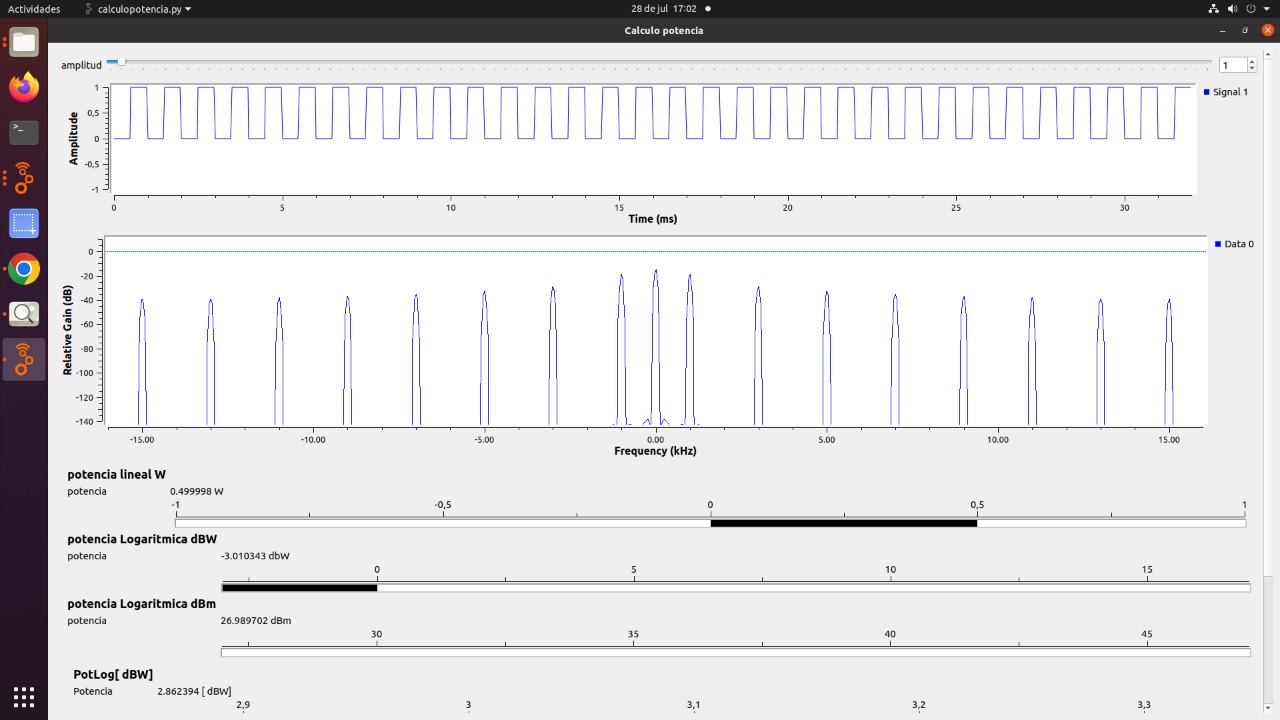 Actividades calculopotencia.py 28 de jul 17:02
Calculo potencia
amplitud 1
1
0,5
0
-0,5
-1
Amplitude
Signal 1
0 5 10 15 20 25 30
Time (ms)
0
-20
-40
-60
-80
-100
-120
-140
Relative Gain (dB)
Data 0
-15.00 -10.00 -5.00 0.00 5.00 10.00 15.00
Frequency (kHz)
potencia lineal W
potencia 0.499998 W
-1 -0,5 0 0,5 1
potencia Logaritmica dBW
potencia -3.010343 dbW
0 5 10 15
potencia Logaritmica dBm
potencia 26.989702 dBm
30 35 40 45
PotLog[ dBW]
Potencia 2.862394 [ dBW]
2,9 3 3,1 3,2 3,3